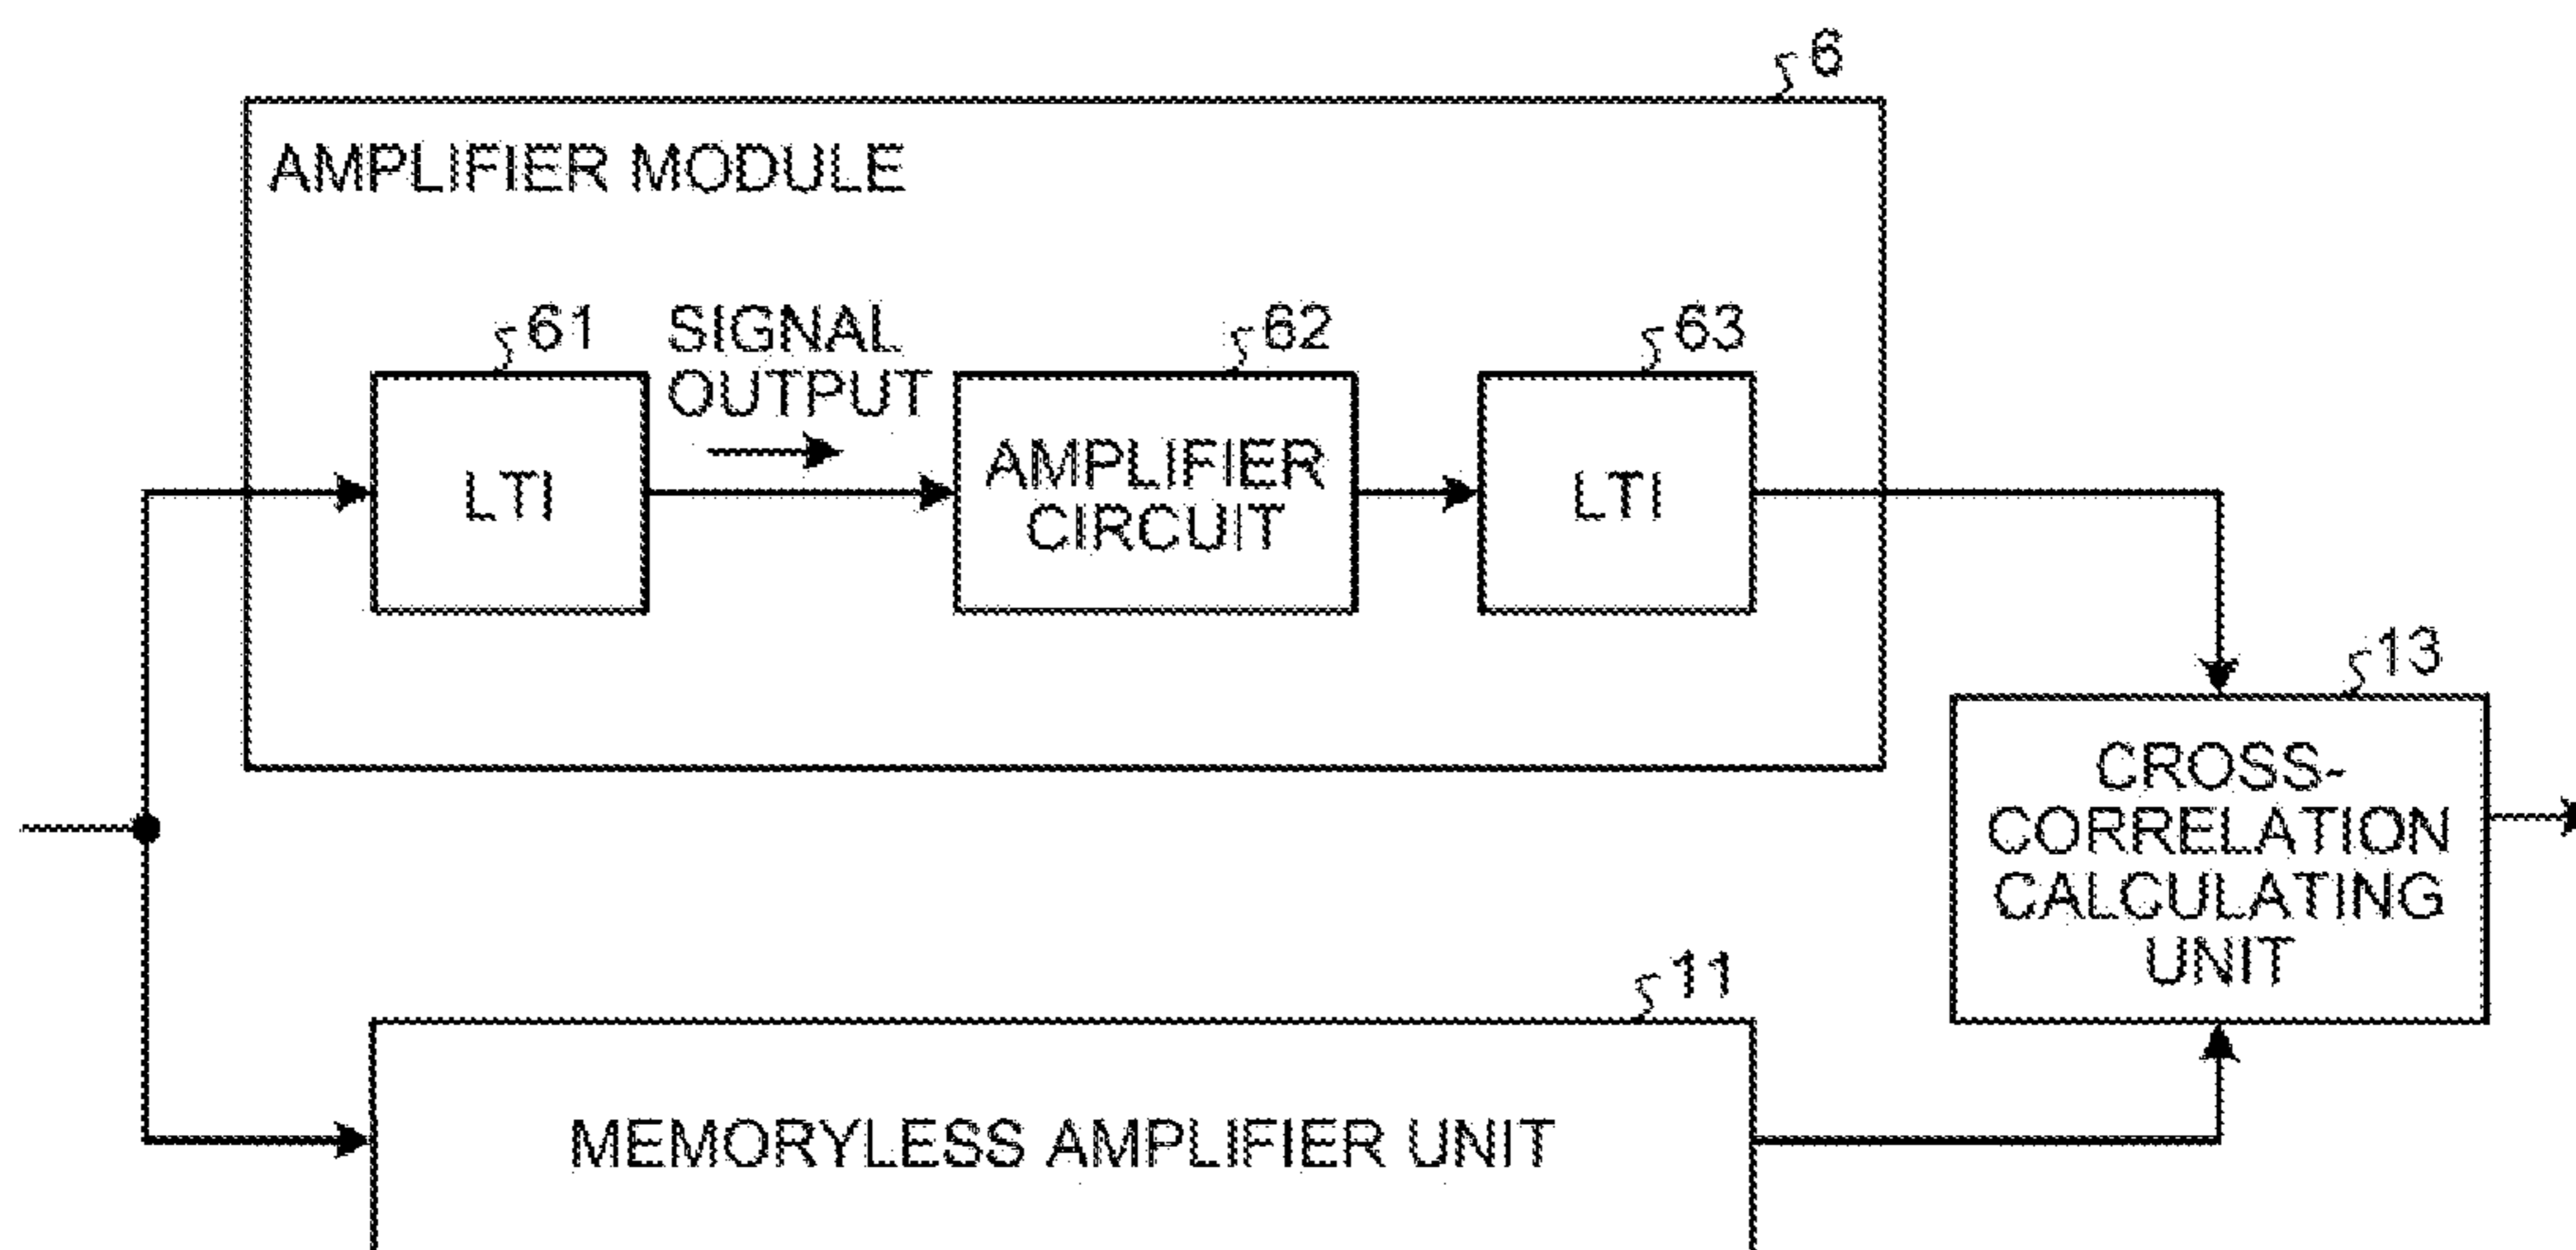 6
AMPLIFIER MODULE
61
SIGNAL
OUTPUT
62
63
LTI
AMPLIFIER
CIRCUIT
LTI
13
CROSS-
CORRELATION
CALCULATING
UNIT
11
MEMORYLESS AMPLIFIER UNIT